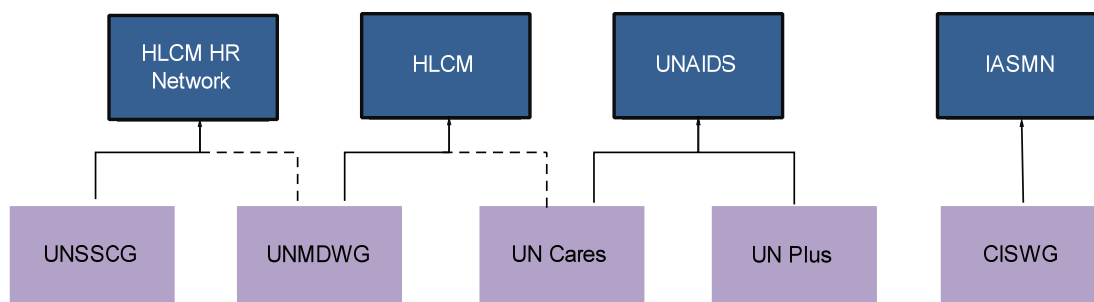 HLCM HR
Network
HLCM
UNAIDS
IASMN
UNSSCG
UNMDWG
UN Cares
UN Plus
CISWG